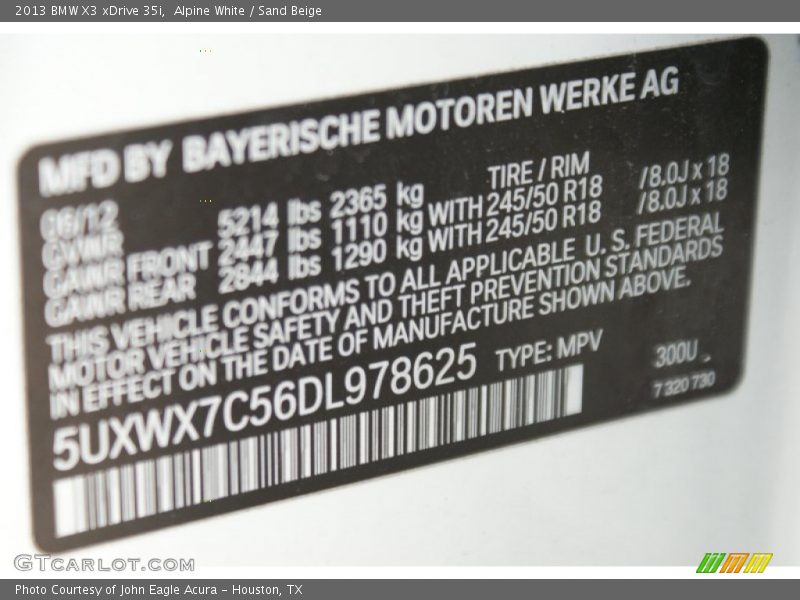 2013 BMW X3 xDrive 35i,  Alpine White / Sand Beige
MFD BY BAYERISCHE MOTOREN WERKE AG
06/12 TIRE / RIM
GVWR 5214 lbs 2365 kg
GAWR FRONT 2447 lbs 1110 kg WITH 245/50 R18 /8.0J x 18
GAWR REAR 2844 lbs 1290 kg WITH 245/50 R18 /8.0J x 18
THIS VEHICLE CONFORMS TO ALL APPLICABLE U. S. FEDERAL
MOTOR VEHICLE SAFETY AND THEFT PREVENTION STANDARDS
IN EFFECT ON THE DATE OF MANUFACTURE SHOWN ABOVE.
5UXWX7C56DL978625 TYPE: MPV 300U
7 320 730
GTCARLOT.COM
Photo Courtesy of John Eagle Acura – Houston, TX